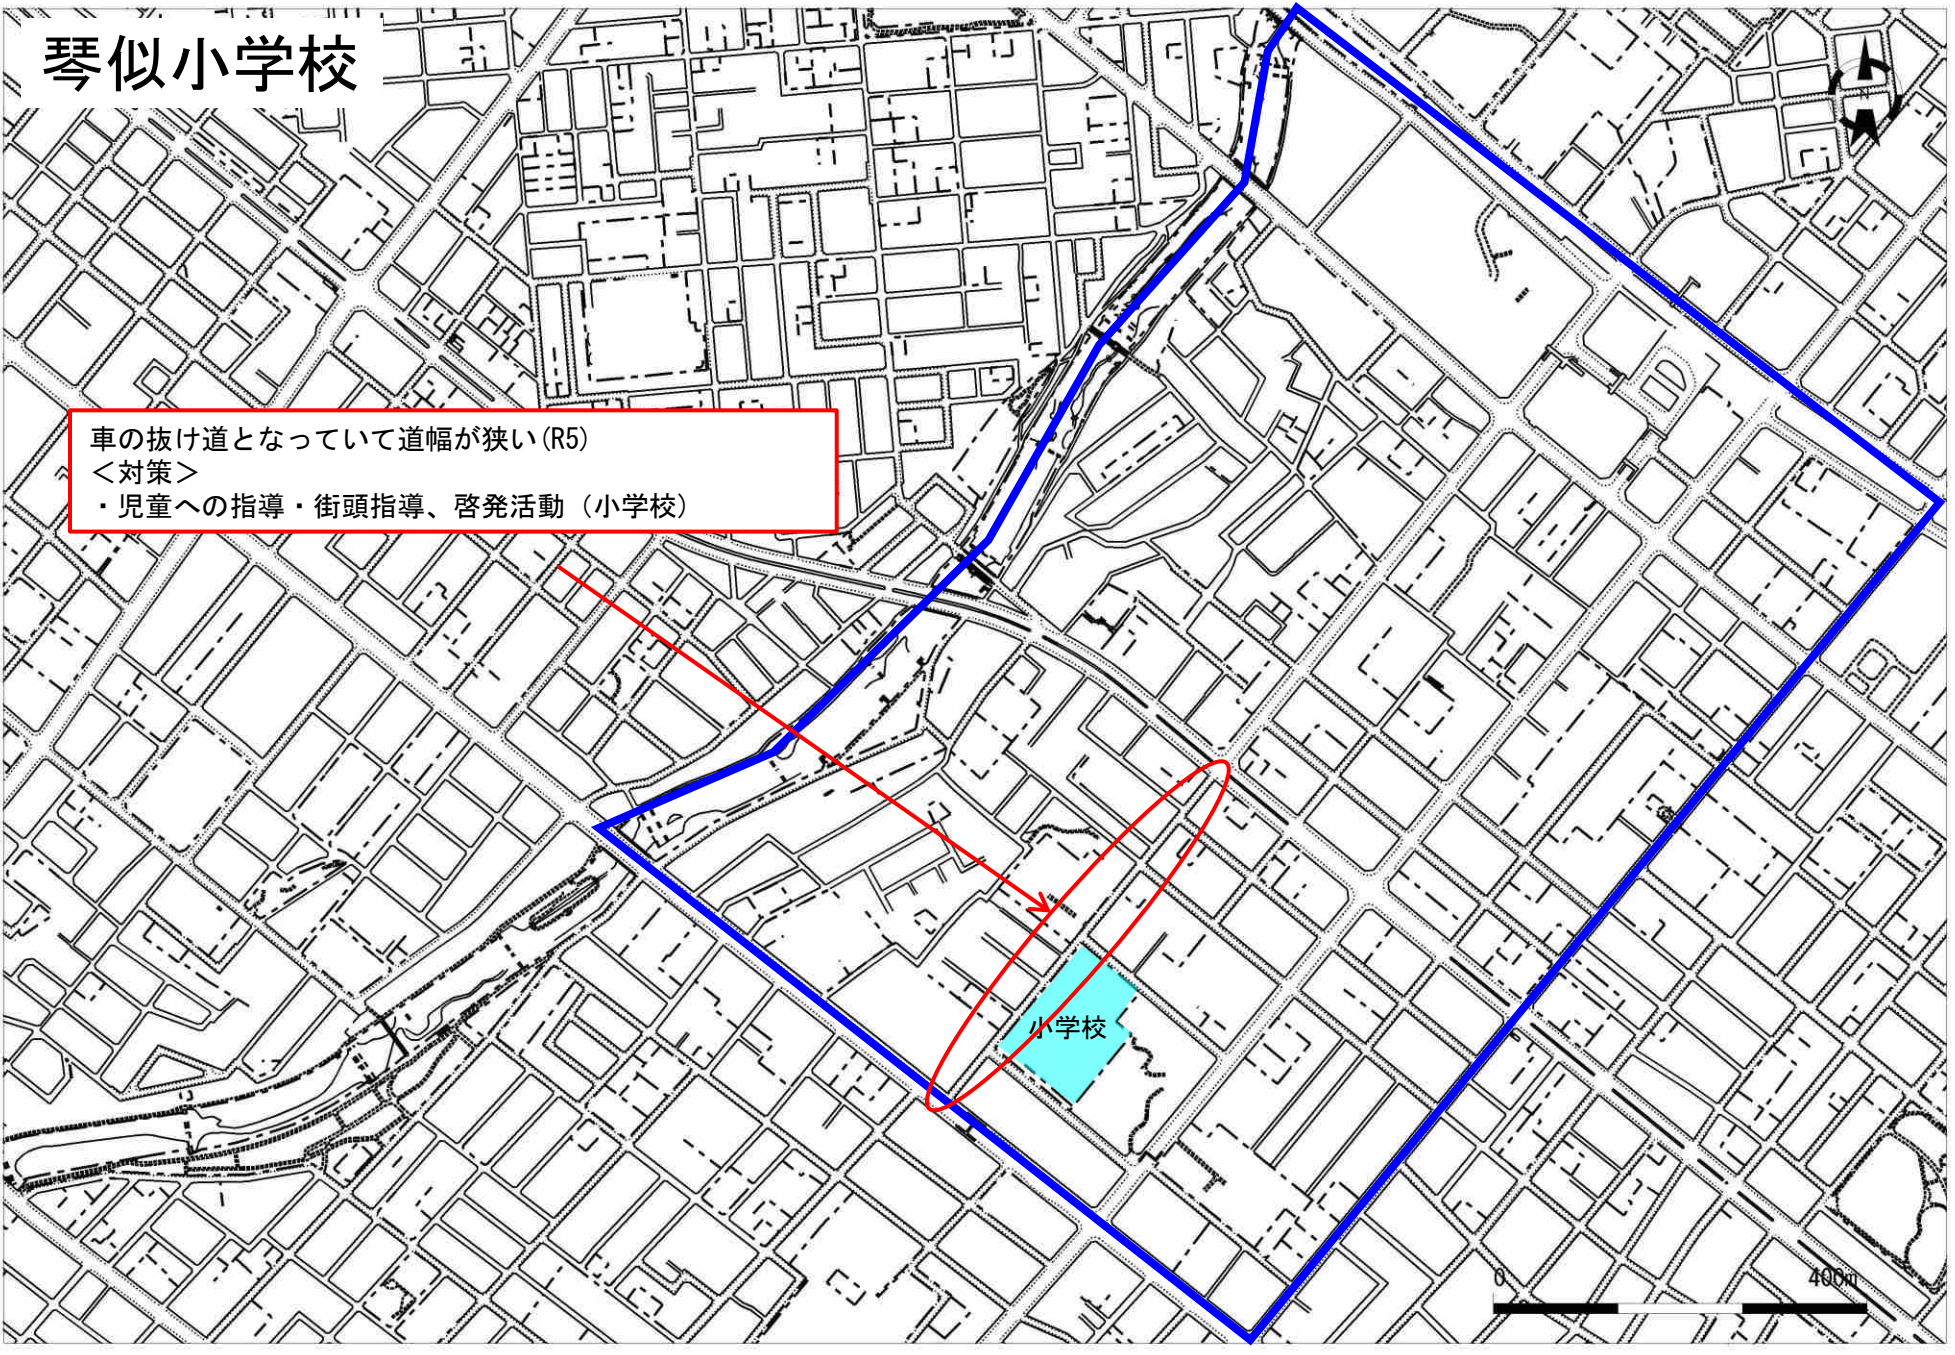 琴似小学校
車の抜け道となっていて道幅が狭い(R5)
＜対策＞
・児童への指導・街頭指導、啓発活動（小学校）
小学校
0 400m